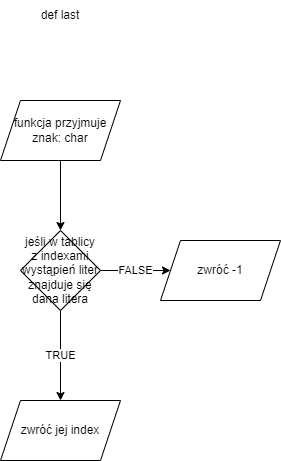 def last
funkcja przyjmuje
znak: char
jeśli w tablicy
z indexami
wystąpień liter
znajduje się
dana litera
FALSE
zwróć -1
TRUE
zwróć jej index